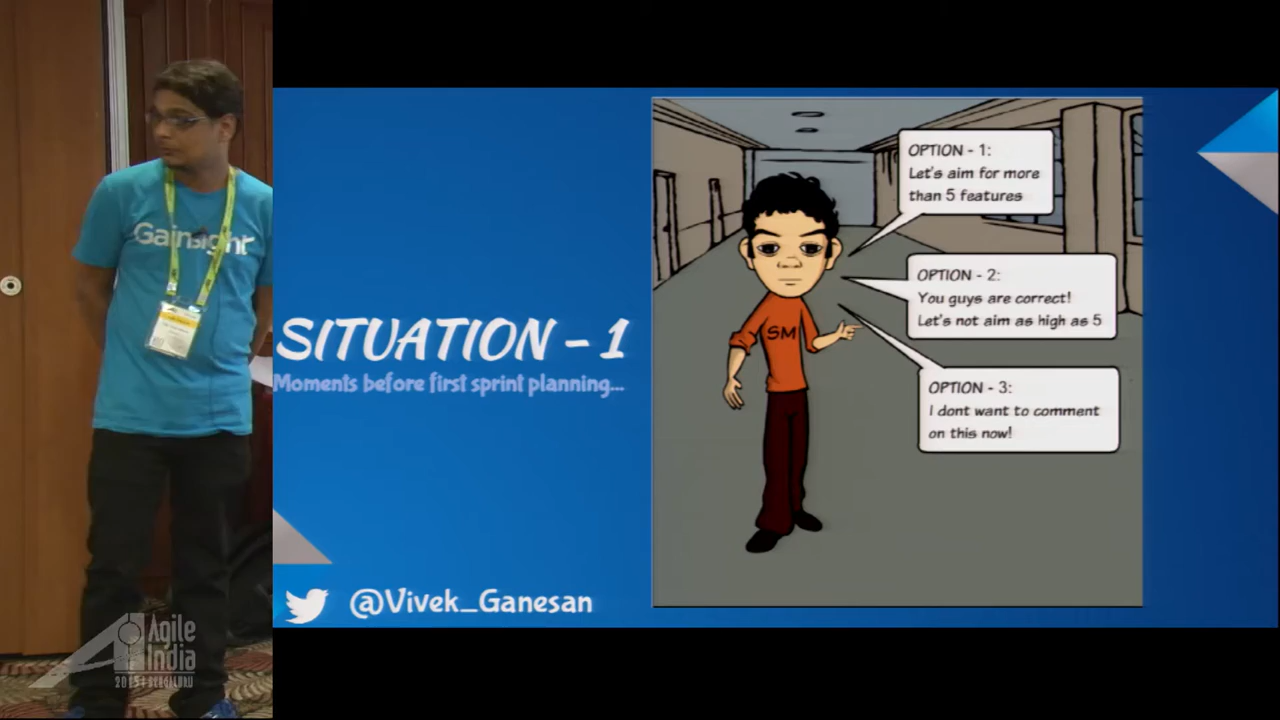 Gainsight
SITUATION - 1
Moments before first sprint planning...
@Vivek_Ganesan
OPTION - 1:
Let's aim for more
than 5 features
OPTION - 2:
You guys are correct!
Let's not aim as high as 5
OPTION - 3:
I dont want to comment
on this now!
SM
Agile
India
2015 BENGALURU